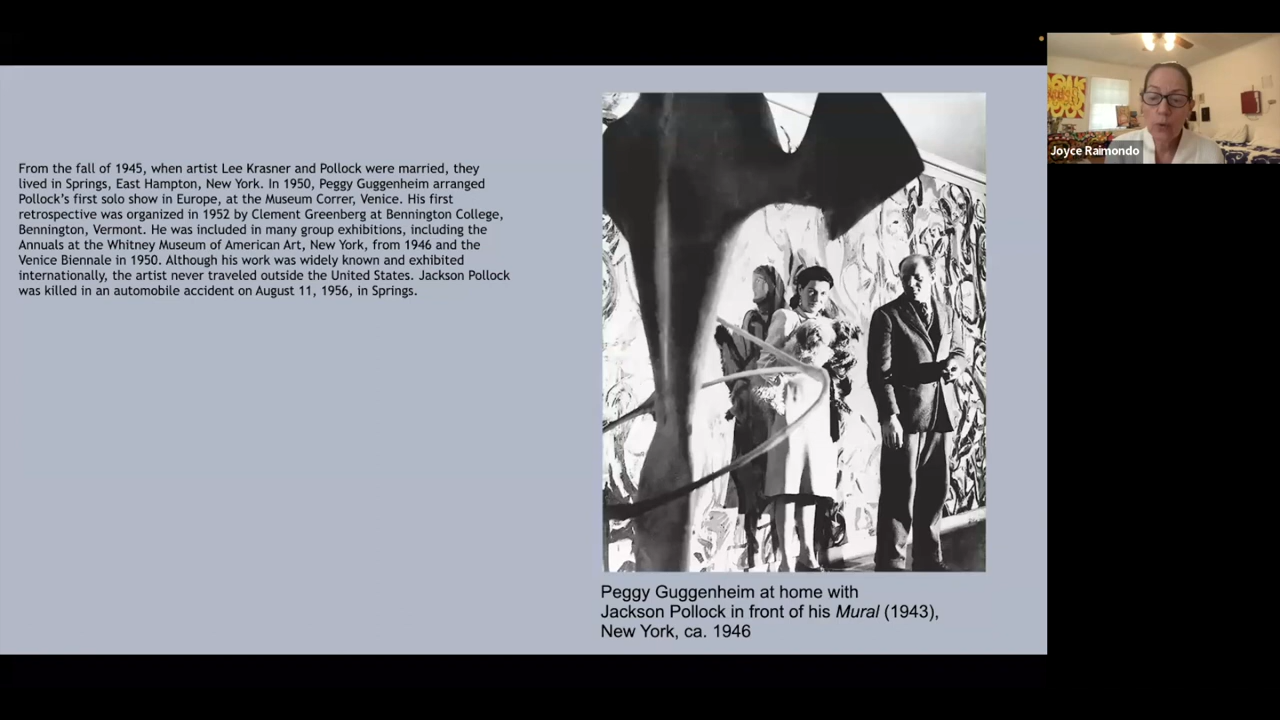 From the fall of 1945, when artist Lee Krasner and Pollock were married, they
lived in Springs, East Hampton, New York. In 1950, Peggy Guggenheim arranged
Pollock's first solo show in Europe, at the Museum Correr, Venice. His first
retrospective was organized in 1952 by Clement Greenberg at Bennington College,
Bennington, Vermont. He was included in many group exhibitions, including the
Annuals at the Whitney Museum of American Art, New York, from 1946 and the
Venice Biennale in 1950. Although his work was widely known and exhibited
internationally, the artist never traveled outside the United States. Jackson Pollock
was killed in an automobile accident on August 11, 1956, in Springs.
Peggy Guggenheim at home with
Jackson Pollock in front of his Mural (1943),
New York, ca. 1946
Joyce Raimondo